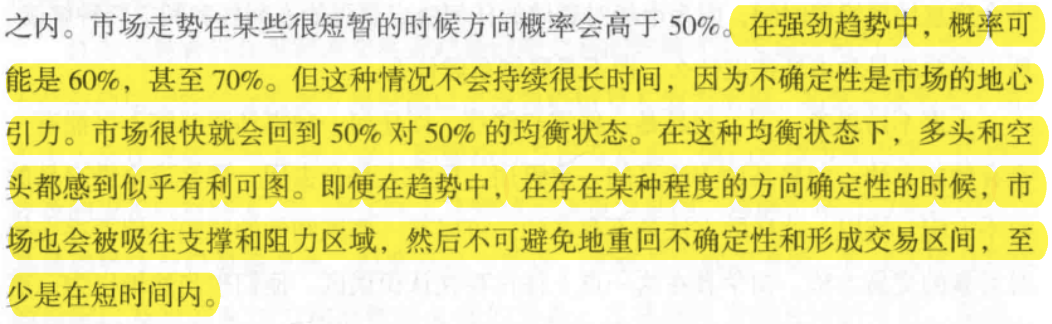 之内。市场走势在某些很短暂的时候方向概率会高于 50%。在强劲趋势中，概率可
能是 60%，甚至 70%。但这种情况不会持续很长时间，因为不确定性是市场的地心
引力。市场很快就会回到 50% 对 50% 的均衡状态。在这种均衡状态下，多头和空
头都感到似乎有利可图。即便在趋势中，在存在某种程度的方向确定性的时候，市
场也会被吸往支撑和阻力区域，然后不可避免地重回不确定性和形成交易区间，至
少是在短时间内。